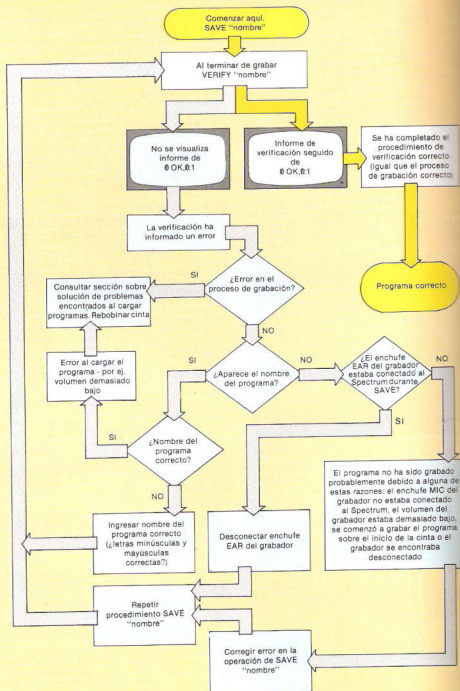 Comenzar aquí.
SAVE "nombre"
Al terminar de grabar
VERIFY "nombre"
No se visualiza
informe de
0 OK,0:1
Informe de
verificación seguido
de
0 OK,0:1
Se ha completado el
procedimiento de
verificación correcto
(igual que el proceso
de grabación correcto)
La verificación ha
informado un error
Programa correcto
¿Error en el
proceso de grabación?
SI
NO
Consultar sección sobre
solución de problemas
encontrados al cargar
programas. Rebobinar cinta
Error al cargar el
programa - por ej.
volumen demasiado
bajo
¿Aparece el nombre
del programa?
SI
NO
¿El enchufe
EAR del grabador
estaba conectado al
Spectrum durante
SAVE?
NO
SI
¿Nombre del
programa
correcto?
SI
NO
Ingresar nombre del
programa correcto
(¿letras minúsculas y
mayúsculas
correctas?)
Desconectar enchufe
EAR del grabador
El programa no ha sido grabado
probablemente debido a alguna de
estas razones: el enchufe MIC del
grabador no estaba conectado
al Spectrum, el volumen del
grabador estaba demasiado bajo,
se comenzó a grabar el programa
sobre el inicio de la cinta o el
grabador se encontraba
desconectado
Repetir
procedimiento SAVE
"nombre"
Corregir error en la
operación de SAVE
"nombre"